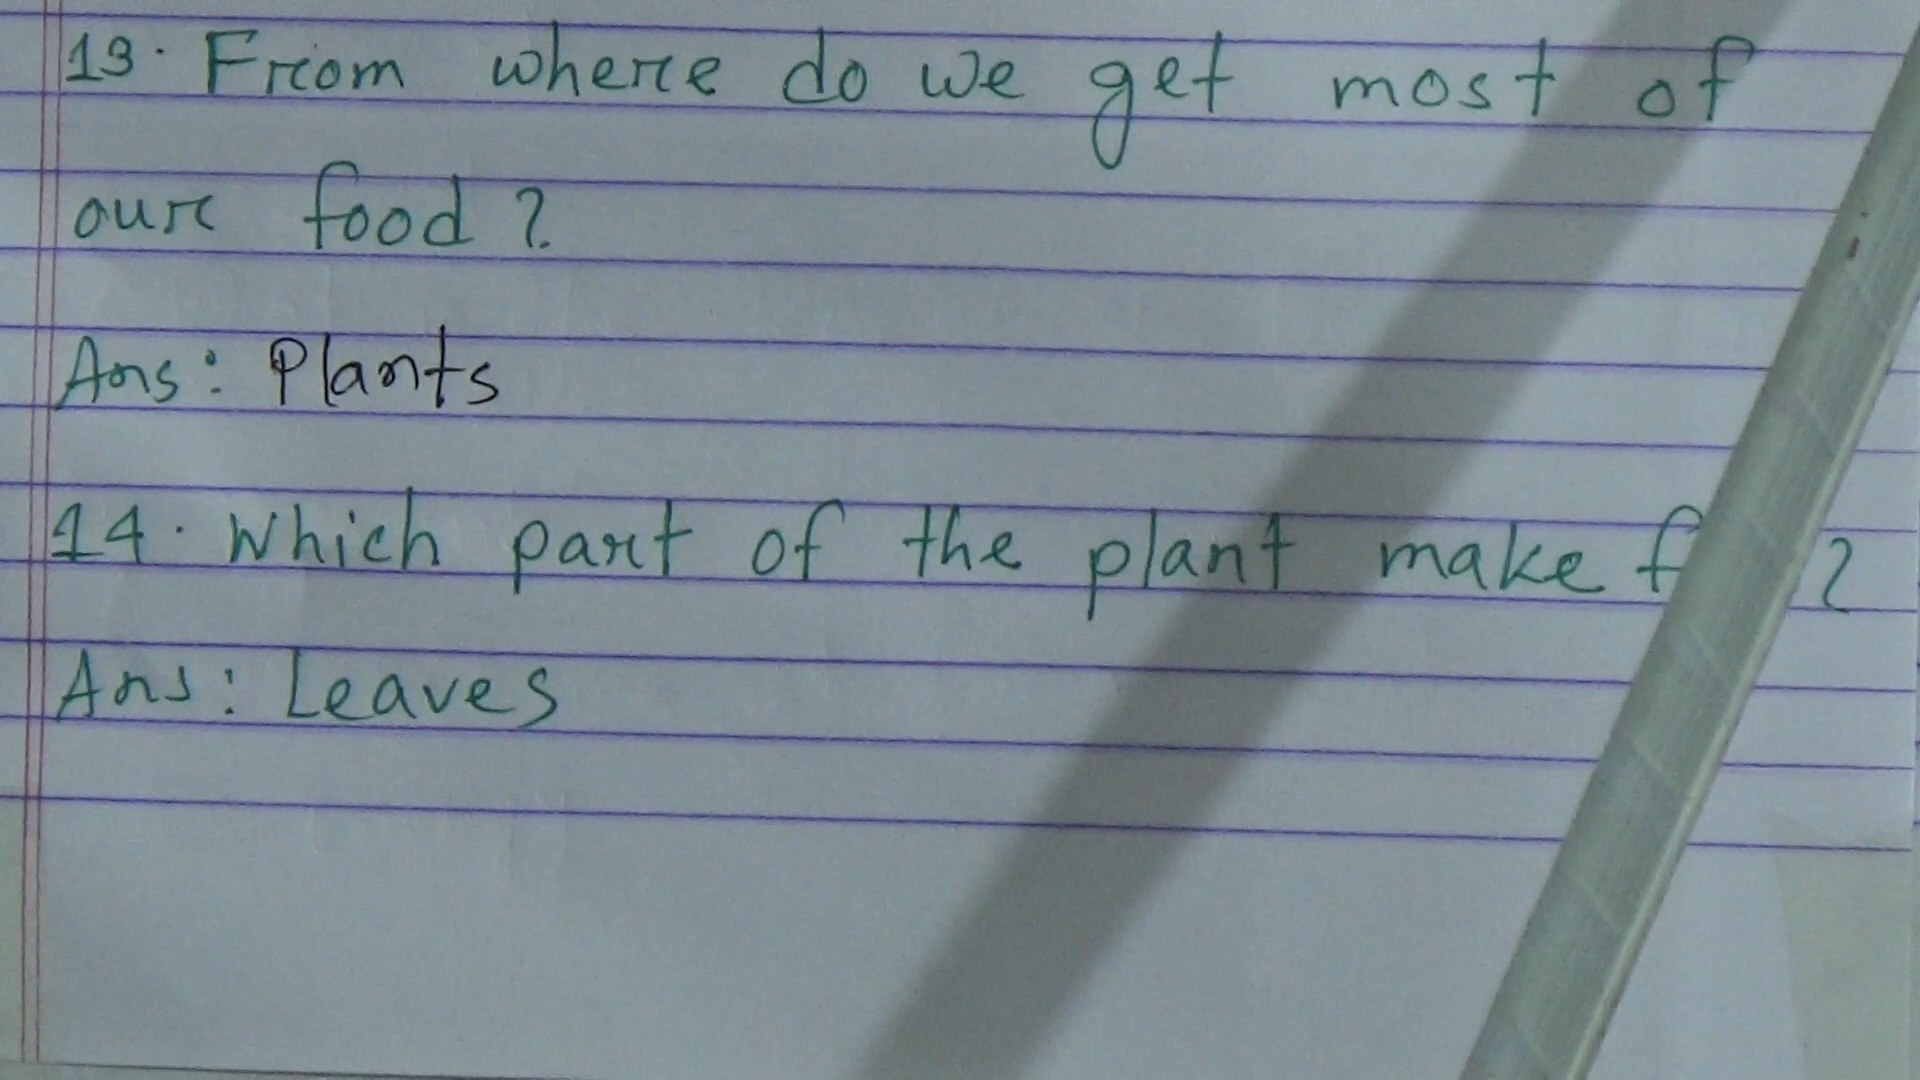 13. From where do we get most of
our food?
Ans: Plants
14. Which part of the plant make ?
Ans: Leaves